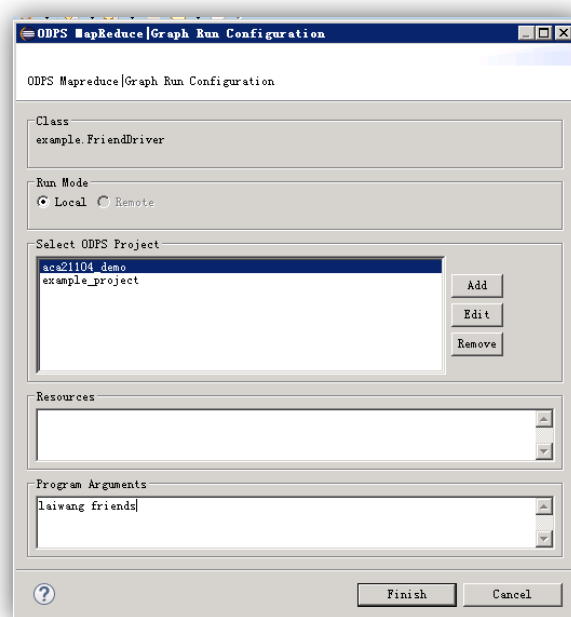 ODPS MapReduce|Graph Run Configuration
ODPS Mapreduce|Graph Run Configuration
Class
example.FriendDriver
Run Mode
Local Remote
Select ODPS Project
aca21104_demo
example_project
Add
Edit
Remove
Resources
Program Arguments
laiwang friends
? Finish Cancel